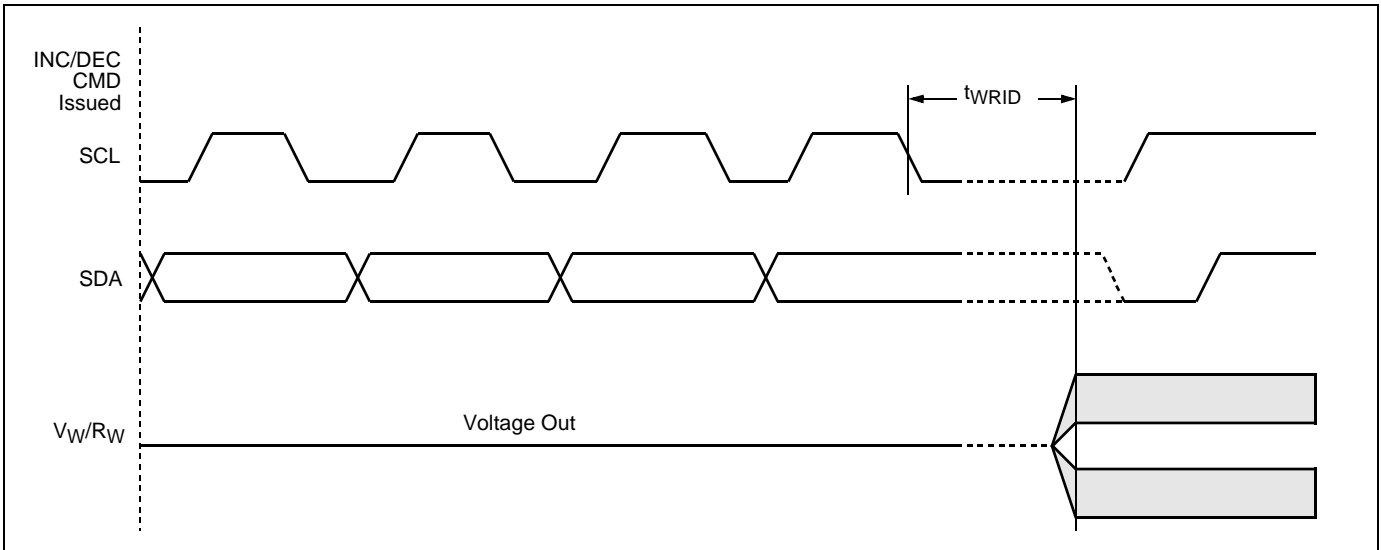 INC/DEC
CMD
Issued
tWRID
SCL
SDA
Voltage Out
VW/RW